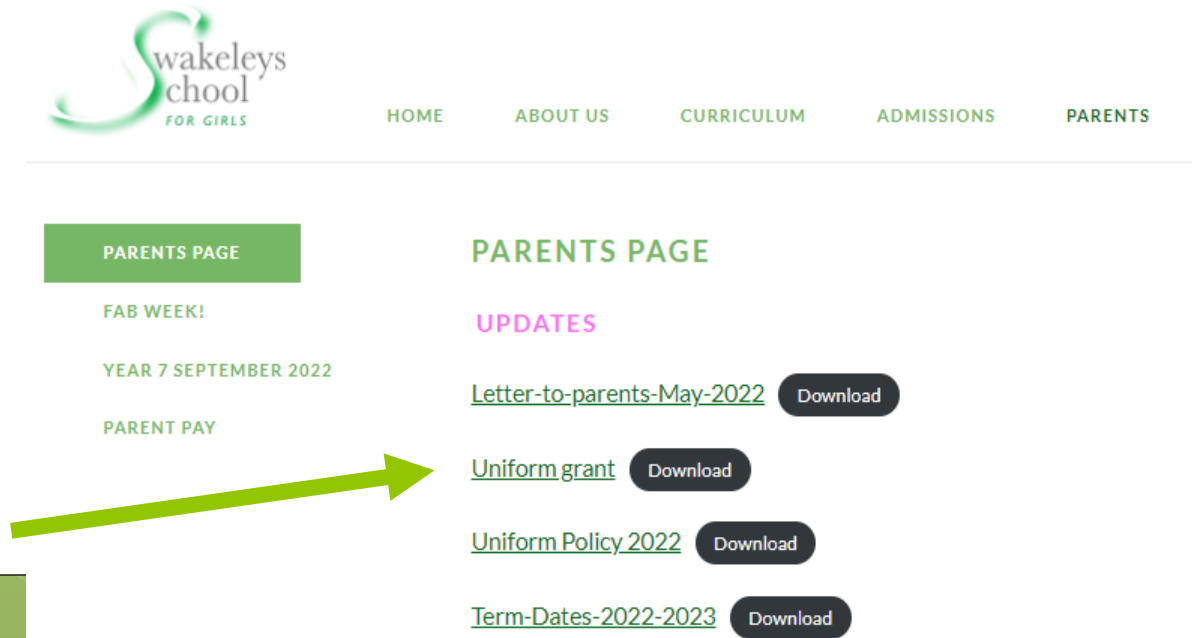 Swakeleys
School
FOR GIRLS
HOME ABOUT US CURRICULUM ADMISSIONS PARENTS
PARENTS PAGE
FAB WEEK!
YEAR 7 SEPTEMBER 2022
PARENT PAY
PARENTS PAGE
UPDATES
Letter-to-parents-May-2022 Download
Uniform grant Download
Uniform Policy 2022 Download
Term-Dates-2022-2023 Download